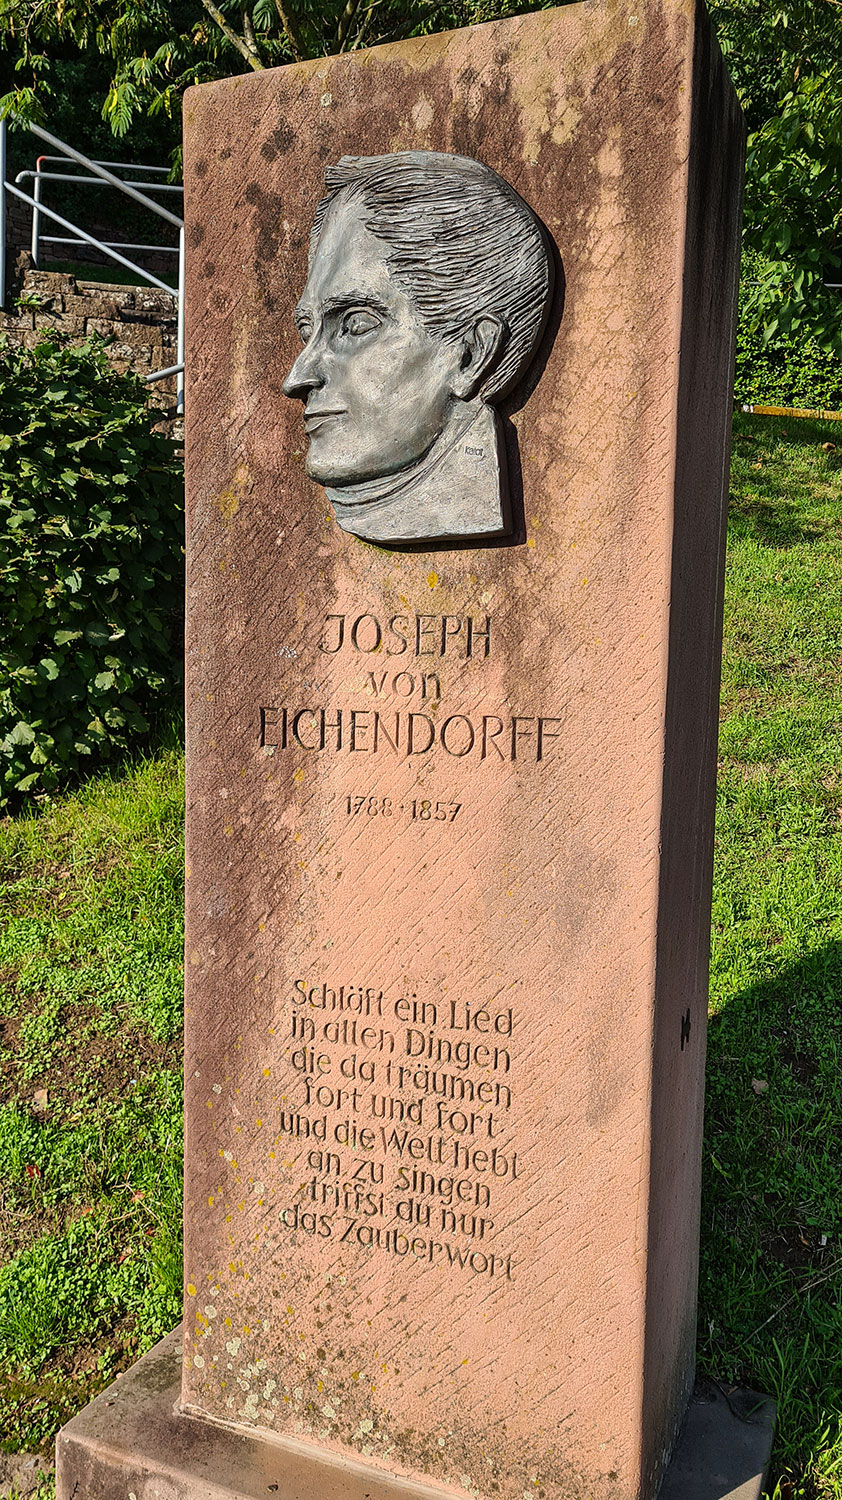 JOSEPH
von
EICHENDORFF
1788 · 1857
Schläft ein Lied
in allen Dingen
die da träumen
fort und fort
und die Welt hebt
an zu singen
triffst du nur
das Zauberwort